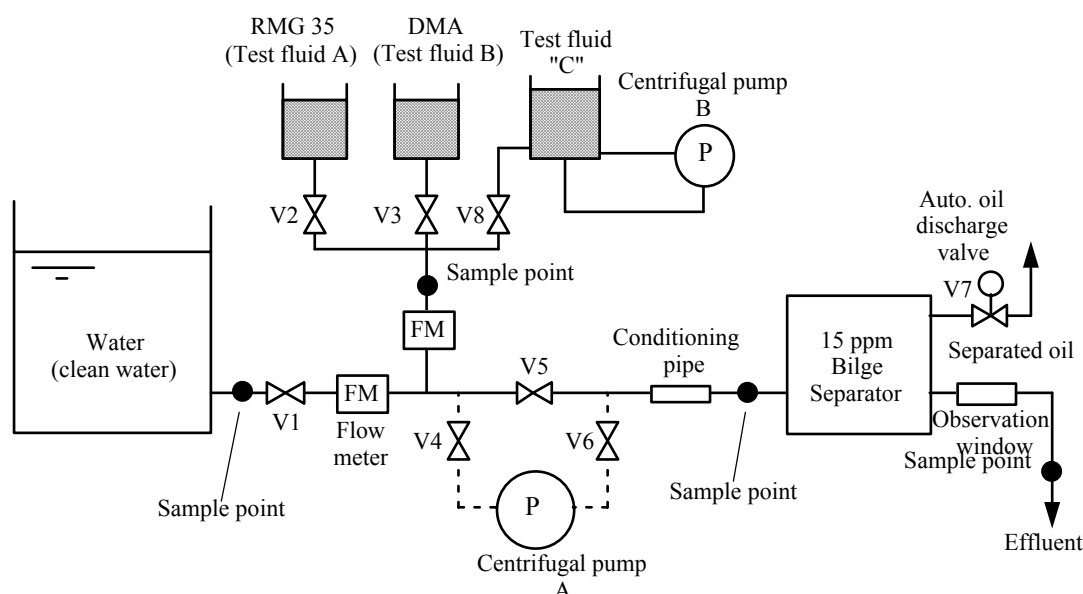 RMG 35
(Test fluid A)
DMA
(Test fluid B)
Test fluid
"C"
Centrifugal pump
B
P
V2
V3
V8
Auto. oil
discharge
valve
V7
Sample point
FM
Water
(clean water)
Conditioning
pipe
15 ppm
Bilge
Separator
Separated oil
V5
V1
FM
Flow
meter
V4
V6
Observation
window
Sample point
Sample point
Sample point
P
Centrifugal pump
A
Effluent